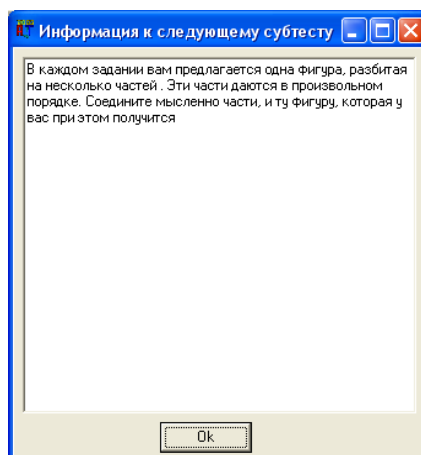 Информация к следующему субтесту
В каждом задании вам предлагается одна фигура, разбитая
на несколько частей . Эти части даются в произвольном
порядке. Соедините мысленно части, и ту фигуру, которая у
вас при этом получится
Ok